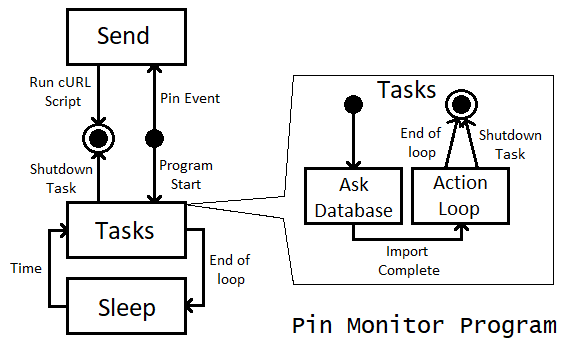 Send
Run cURL
Script
Pin Event
Shutdown
Task
Program
Start
Tasks
Time
End of
loop
Sleep
Tasks
End of
loop
Shutdown
Task
Ask
Database
Action
Loop
Import
Complete
Pin Monitor Program